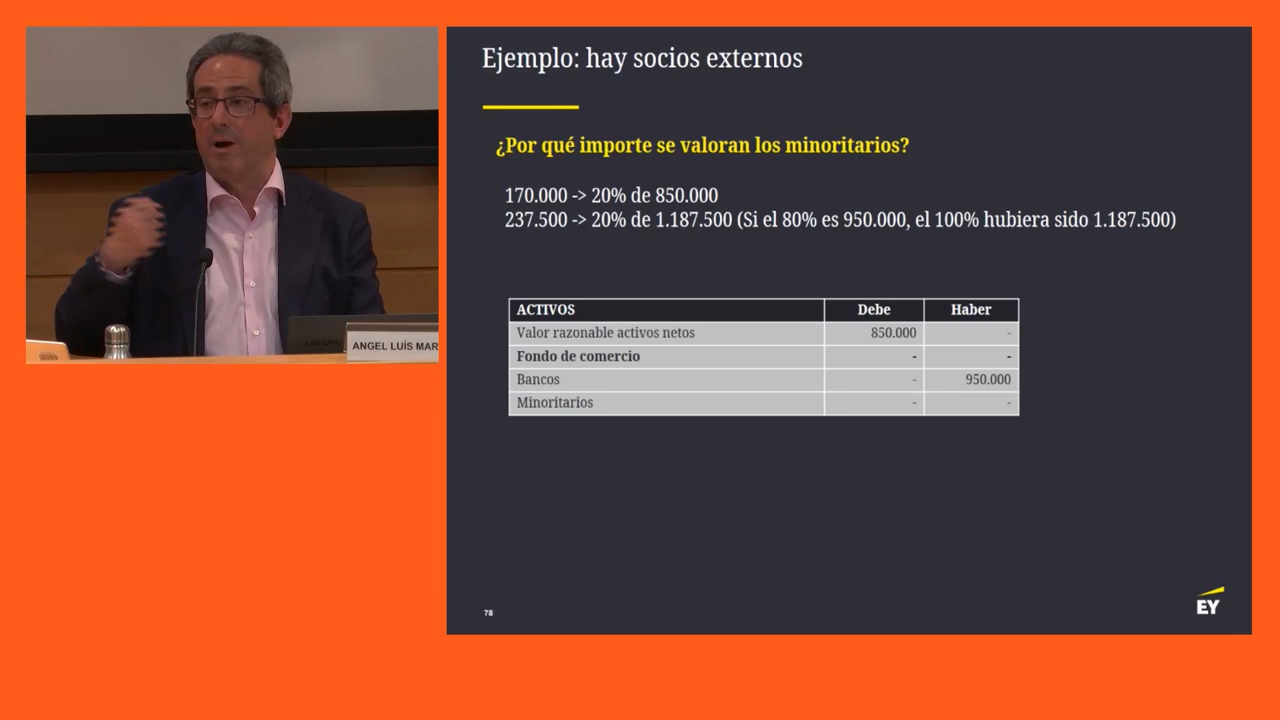 Ejemplo: hay socios externos
¿Por qué importe se valoran los minoritarios?
170.000 -> 20% de 850.000
237.500 -> 20% de 1.187.500 (Si el 80% es 950.000, el 100% hubiera sido 1.187.500)
ACTIVOS Debe Haber
Valor razonable activos netos 850.000 -
Fondo de comercio - -
Bancos - 950.000
Minoritarios - -
ANGEL LUÍS MAR
78
EY